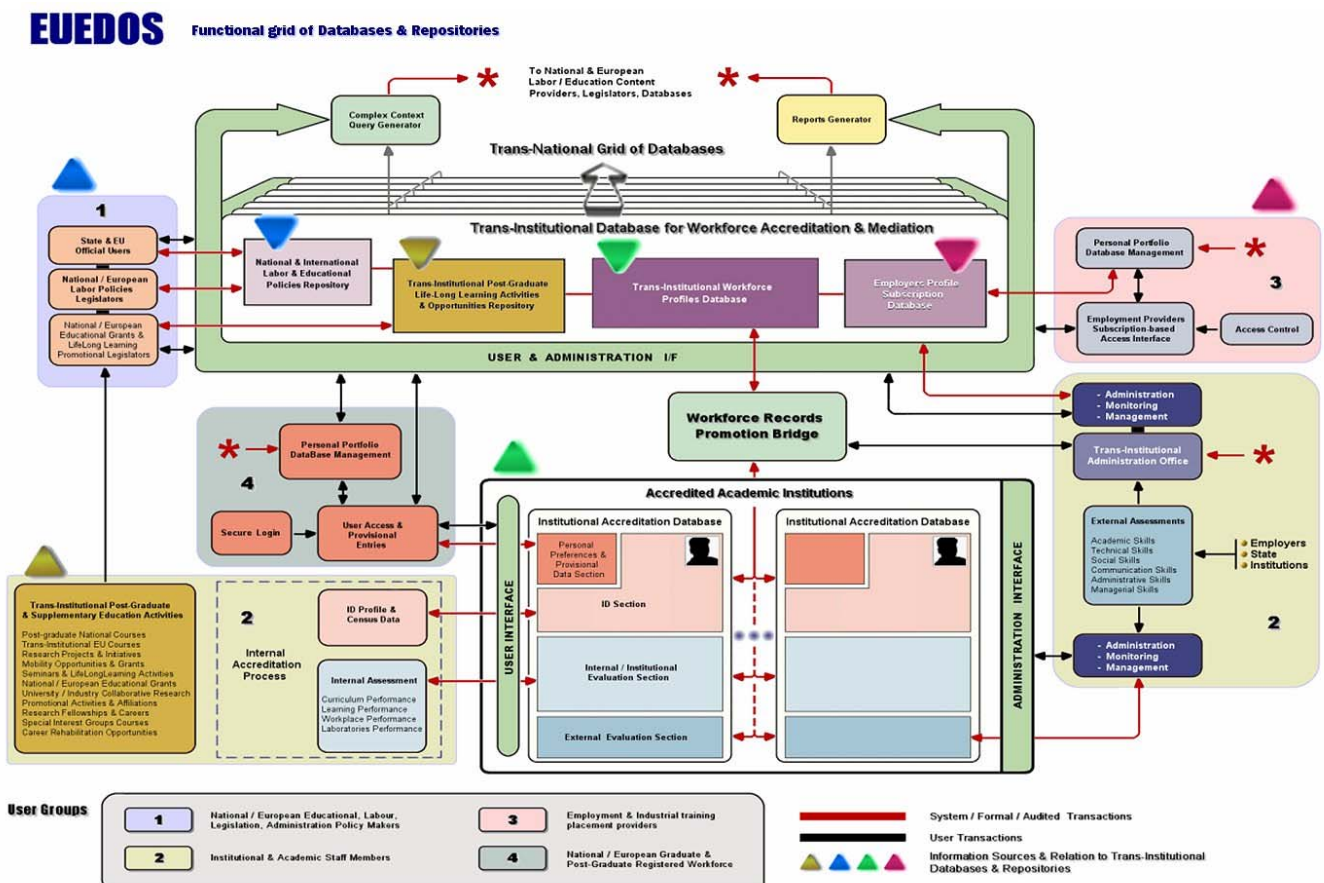 EUEDOS
Functional grid of Databases & Repositories
To National & European
Labor / Education Content
Providers, Legislators, Databases
Complex Context
Query Generator
Reports Generator
Trans-National Grid of Databases
1
State & EU
Official Users
National / European
Labor Policies
Legislators
National / European
Educational Grants &
LifeLong Learning
Promotional Legislators
Trans-Institutional Database for Workforce Accreditation & Mediation
National & International
Labor & Educational
Policies Repository
Trans-Institutional Post-Graduate
Life-Long Learning Activities
& Opportunities Repository
Trans-Institutional Workforce
Profiles Database
Employers Profile
Subscription
Database
USER & ADMINISTRATION I/F
Personal Portfolio
Database Management
3
Employment Providers
Subscription-based
Access Interface
Access Control
Personal Portfolio
DataBase Management
4
Secure Login
User Access &
Provisional
Entries
Workforce Records
Promotion Bridge
- Administration
- Monitoring
- Management
Trans-Institutional
Administration Office
External Assessments
Academic Skills
Technical Skills
Social Skills
Communication Skills
Administrative Skills
Managerial Skills
Employers
State
Institutions
2
- Administration
- Monitoring
- Management
Accredited Academic Institutions
USER INTERFACE
Institutional Accreditation Database
Personal
Preferences &
Provisional
Data Section
ID Section
Internal / Institutional
Evaluation Section
External Evaluation Section
Institutional Accreditation Database
ADMINISTRATION INTERFACE
Trans-Institutional Post-Graduate
& Supplementary Education Activities
Post-graduate National Courses
Trans-Institutional EU Courses
Research Projects & Initiatives
Mobility Opportunities & Grants
Seminars & LifeLongLearning Activities
National / European Educational Grants
University / Industry Collaborative Research
Promotional Activities & Affiliations
Research Fellowships & Careers
Special Interest Groups Courses
Career Rehabilitation Opportunities
2
Internal
Accreditation
Process
ID Profile &
Census Data
Internal Assessment
Curriculum Performance
Learning Performance
Workplace Performance
Laboratories Performance
User Groups
1
National / European Educational, Labour,
Legislation, Administration Policy Makers
2
Institutional & Academic Staff Members
3
Employment & Industrial training
placement providers
4
National / European Graduate &
Post-Graduate Registered Workforce
System / Formal / Audited Transactions
User Transactions
Information Sources & Relation to Trans-Institutional
Databases & Repositories